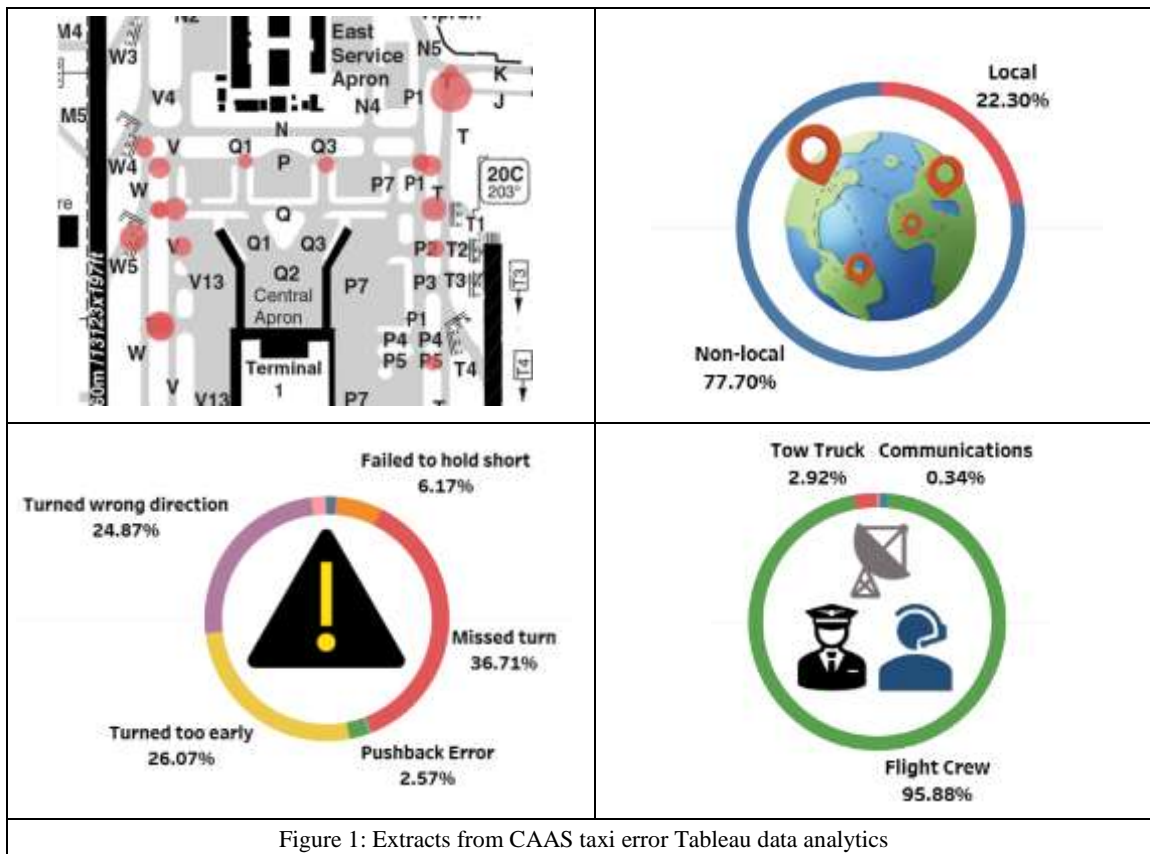 N2
M4
W3
East
Service
Apron
N5
K
J
V4
P1
N4
M5
N
T
V
Q1
Q3
P
W4
P7
P1
20C
203°
W
T
re
Q
T1
V
Q1
Q3
P2
T2
W5
V13
Q2
P7
P3
T3
T3
Central
Apron
P1
W
P4
P4
P5
P5
T4
T4
Terminal
1
V
V13
P7
T
60m /13123x197ft
Local
22.30%
Non-local
77.70%
Failed to hold short
6.17%
Turned wrong direction
24.87%
Missed turn
36.71%
Turned too early
26.07%
Pushback Error
2.57%
Tow Truck
2.92%
Communications
0.34%
Flight Crew
95.88%
Figure 1: Extracts from CAAS taxi error Tableau data analytics